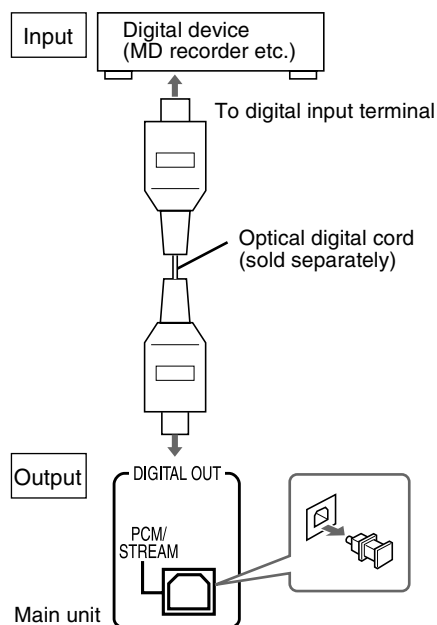 Input
Digital device
(MD recorder etc.)
To digital input terminal
Optical digital cord
(sold separately)
Output
DIGITAL OUT
PCM/
STREAM
Main unit